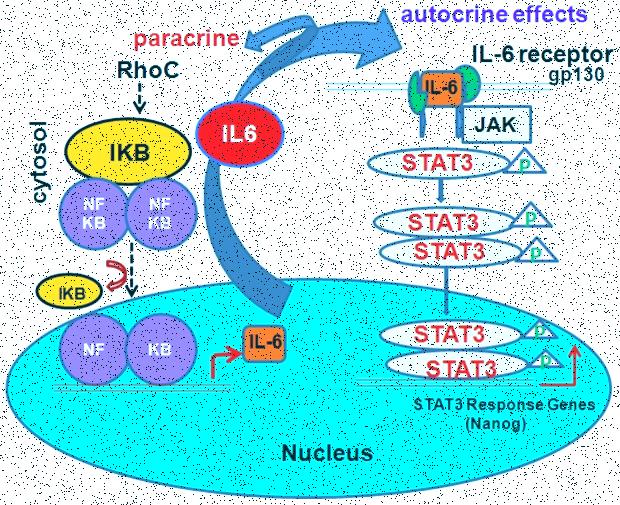 autocrine effects
paracrine
RhoC
IL-6 receptor
gp130
IL-6
JAK
cytosol
IKB
IL6
STAT3
p
NF
KB
NF
KB
STAT3
p
STAT3
p
IKB
NF
KB
IL-6
STAT3
p
STAT3
p
STAT3 Response Genes
(Nanog)
Nucleus